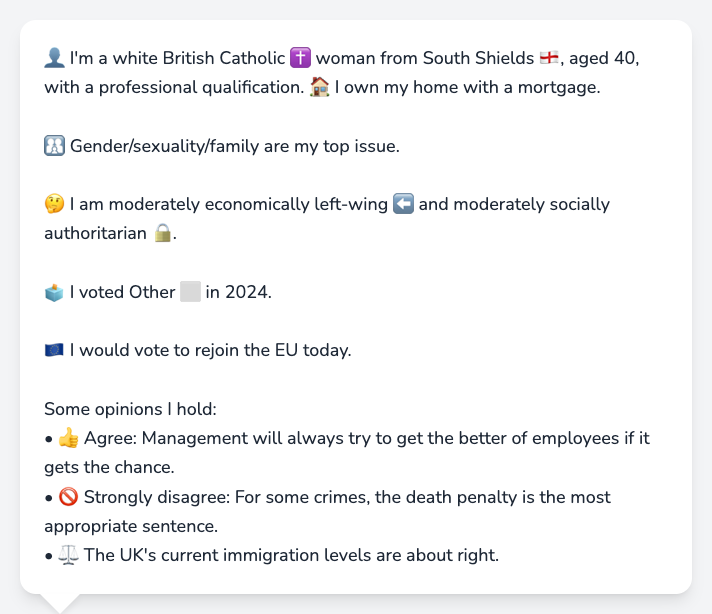 👤 I'm a white British Catholic ✝️ woman from South Shields 🏴󠁧󠁢󠁥󠁮󠁧󠁿, aged 40,
with a professional qualification. 🏠 I own my home with a mortgage.
🚻 Gender/sexuality/family are my top issue.
🤔 I am moderately economically left-wing ⬅️ and moderately socially
authoritarian 🔒.
🗳️ I voted Other ⬜ in 2024.
🇪🇺 I would vote to rejoin the EU today.
Some opinions I hold:
• 👍 Agree: Management will always try to get the better of employees if it
gets the chance.
• 🚫 Strongly disagree: For some crimes, the death penalty is the most
appropriate sentence.
• ⚖️ The UK's current immigration levels are about right.